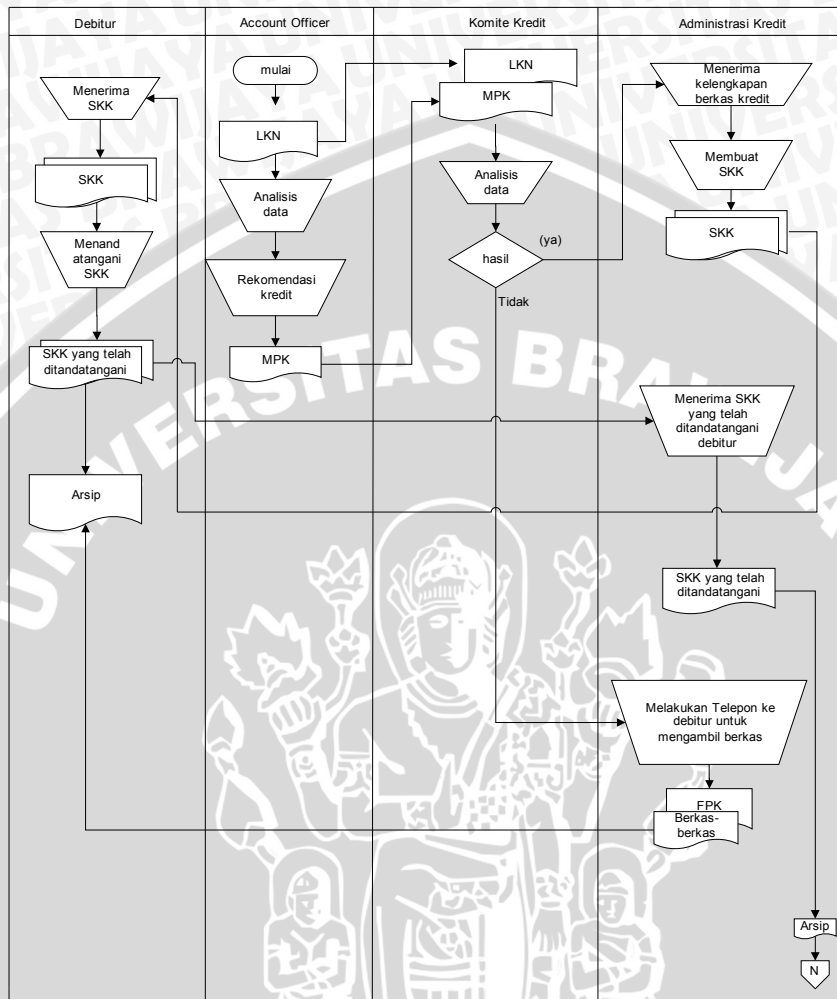 Debitur
Account Officer
Komite Kredit
Administrasi Kredit
Menerima
SKK
SKK
Menand
atangani
SKK
SKK yang telah
ditandatangani
Arsip
mulai
LKN
Analisis
data
Rekomendasi
kredit
MPK
LKN
MPK
Analisis
data
hasil
(ya)
Tidak
Menerima
kelengkapan
berkas kredit
Membuat
SKK
SKK
Menerima SKK
yang telah
ditandatangani
debitur
SKK yang telah
ditandatangani
Melakukan Telepon ke
debitur untuk
mengambil berkas
FPK
Berkas-
berkas
Arsip
N
UNIVERSITAS BRAWIJAYA